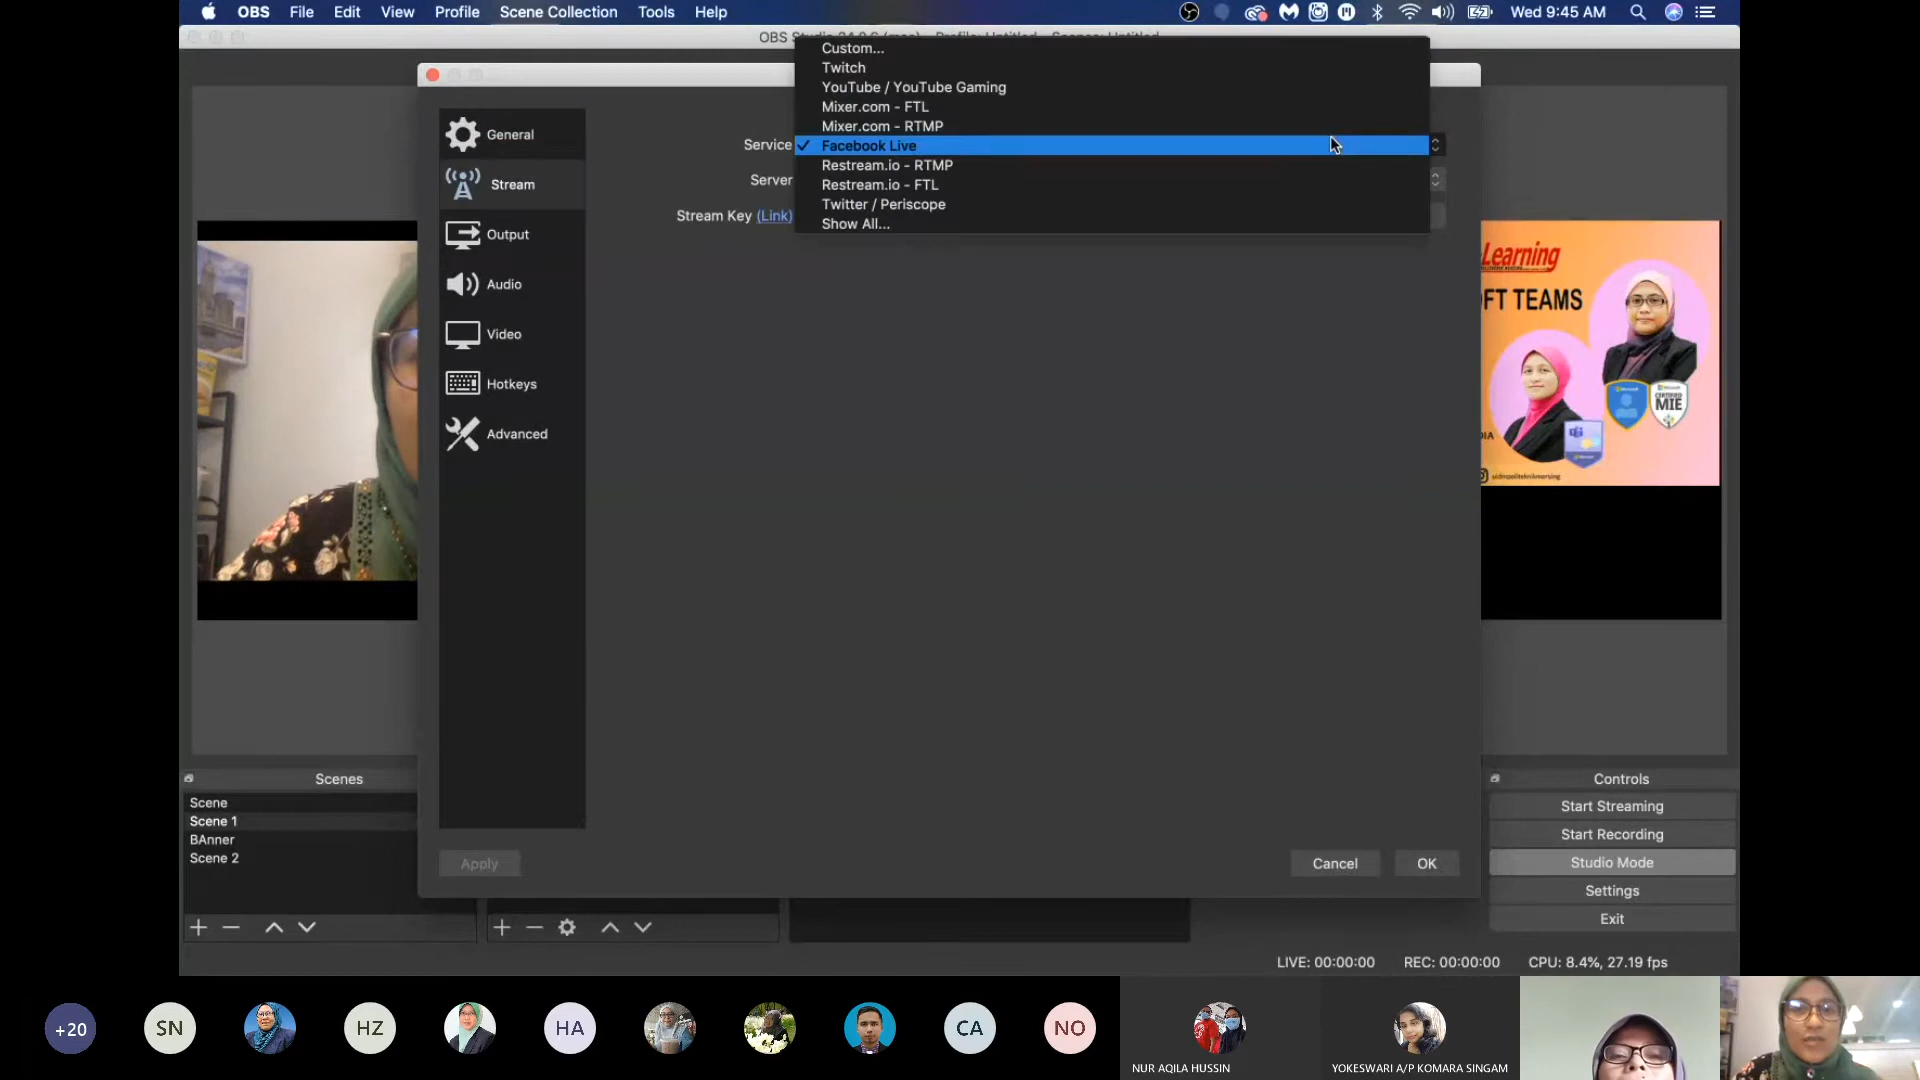 OBS File Edit View Profile Scene Collection Tools Help Wed 9:45 AM
Custom...
Twitch
YouTube / YouTube Gaming
Mixer.com - FTL
Mixer.com - RTMP
Service ✓ Facebook Live
Restream.io - RTMP
Server
Restream.io - FTL
Twitter / Periscope
Stream Key (Link)
Show All...
General
Stream
Output
Audio
Video
Hotkeys
Advanced
Learning
FT TEAMS
CERTIFIED
MIE
Apply
Cancel
OK
Scenes
Scene
Scene 1
BAnner
Scene 2
Controls
Start Streaming
Start Recording
Studio Mode
Settings
Exit
LIVE: 00:00:00 REC: 00:00:00 CPU: 8.4%, 27.19 fps
+20
SN
HZ
HA
CA
NO
NUR AQILA HUSSIN
YOKESWARI A/P KOMARA SINGAM